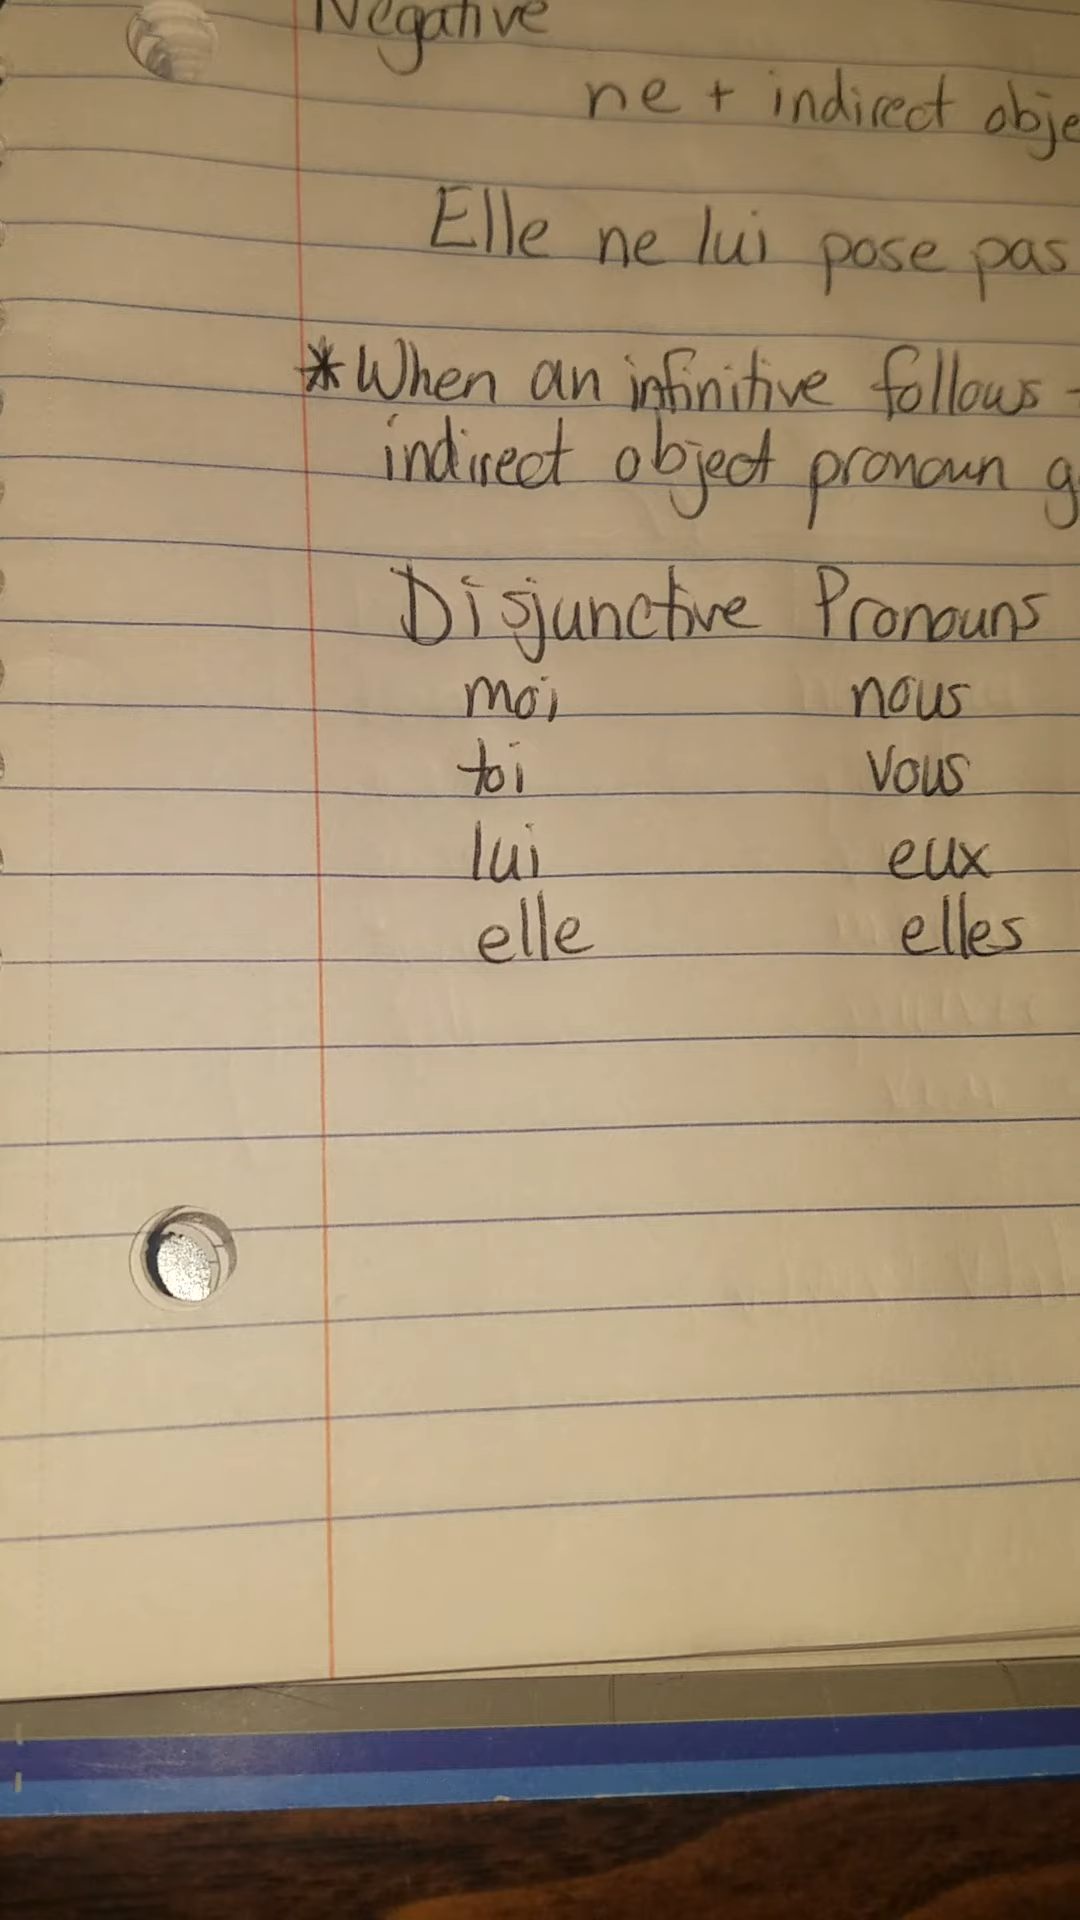 Negative
ne + indirect obje
Elle ne lui pose pas
*When an infinitive follows
indirect object pronoun g
Disjunctive Pronouns
moi nous
toi vous
lui eux
elle elles